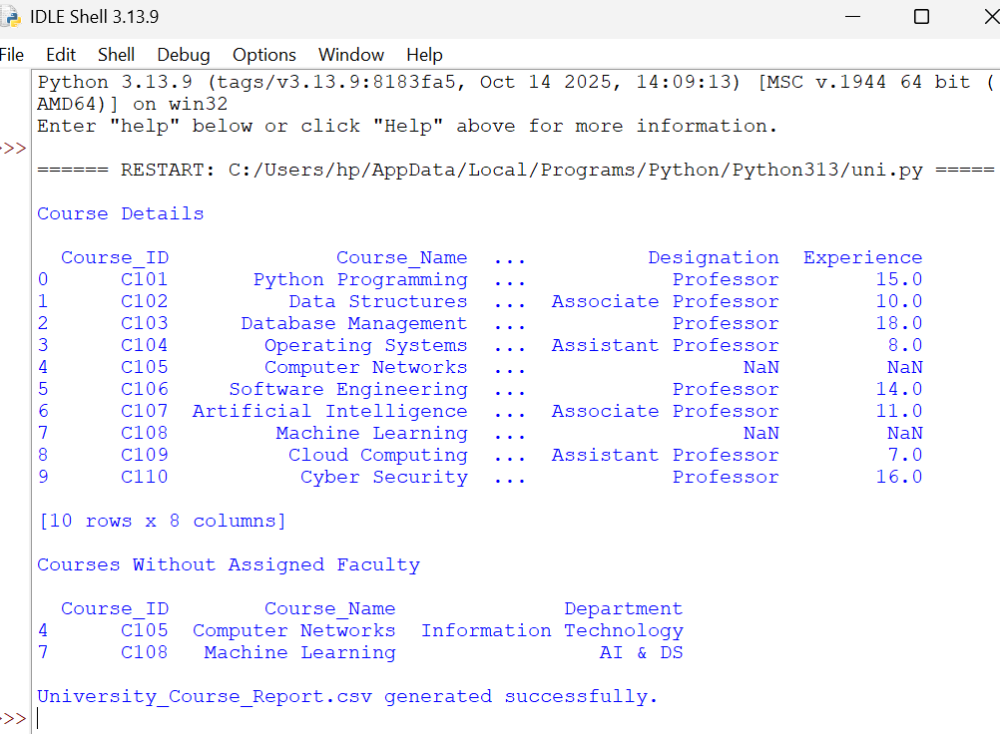 IDLE Shell 3.13.9
File Edit Shell Debug Options Window Help
Python 3.13.9 (tags/v3.13.9:8183fa5, Oct 14 2025, 14:09:13) [MSC v.1944 64 bit (
AMD64)] on win32
Enter "help" below or click "Help" above for more information.
>>>
====== RESTART: C:/Users/hp/AppData/Local/Programs/Python/Python313/uni.py =====
Course Details
Course_ID Course_Name ... Designation Experience
0 C101 Python Programming ... Professor 15.0
1 C102 Data Structures ... Associate Professor 10.0
2 C103 Database Management ... Professor 18.0
3 C104 Operating Systems ... Assistant Professor 8.0
4 C105 Computer Networks ... NaN NaN
5 C106 Software Engineering ... Professor 14.0
6 C107 Artificial Intelligence ... Associate Professor 11.0
7 C108 Machine Learning ... NaN NaN
8 C109 Cloud Computing ... Assistant Professor 7.0
9 C110 Cyber Security ... Professor 16.0
[10 rows x 8 columns]
Courses Without Assigned Faculty
Course_ID Course_Name Department
4 C105 Computer Networks Information Technology
7 C108 Machine Learning AI & DS
University_Course_Report.csv generated successfully.
>>>